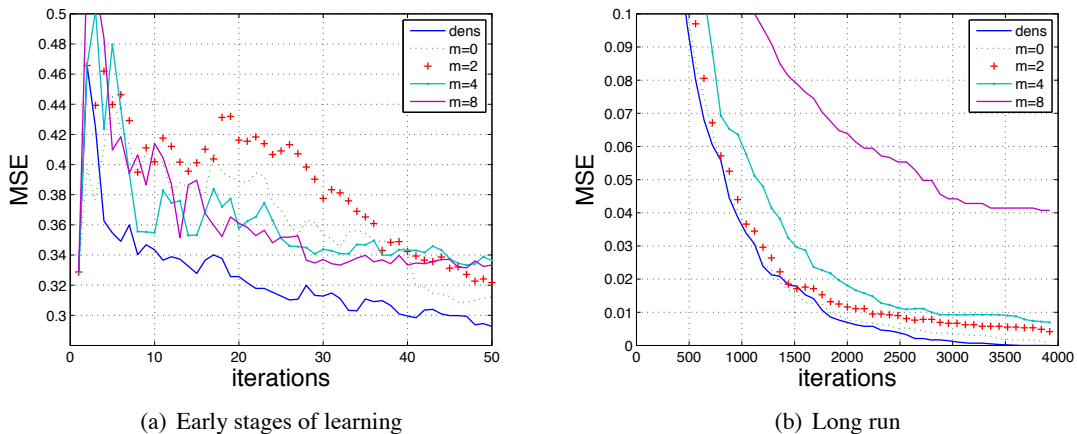 0.5
0.48
0.46
0.44
0.42
0.4
0.38
0.36
0.34
0.32
0.3
MSE
0 10 20 30 40 50
iterations
dens
m=0
m=2
m=4
m=8
(a) Early stages of learning
0.1
0.09
0.08
0.07
0.06
0.05
0.04
0.03
0.02
0.01
0
MSE
0 500 1000 1500 2000 2500 3000 3500 4000
iterations
dens
m=0
m=2
m=4
m=8
(b) Long run